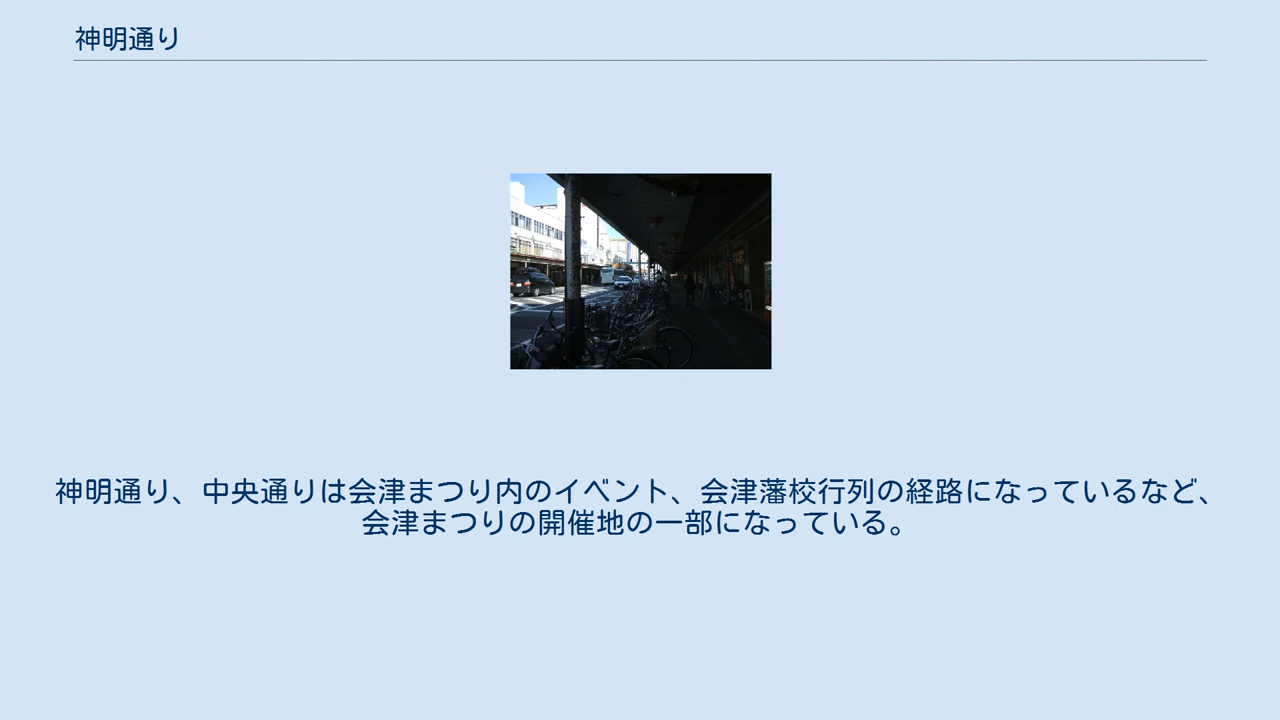 神明通り
神明通り、中央通りは会津まつり内のイベント、会津藩校行列の経路になっているなど、
会津まつりの開催地の一部になっている。